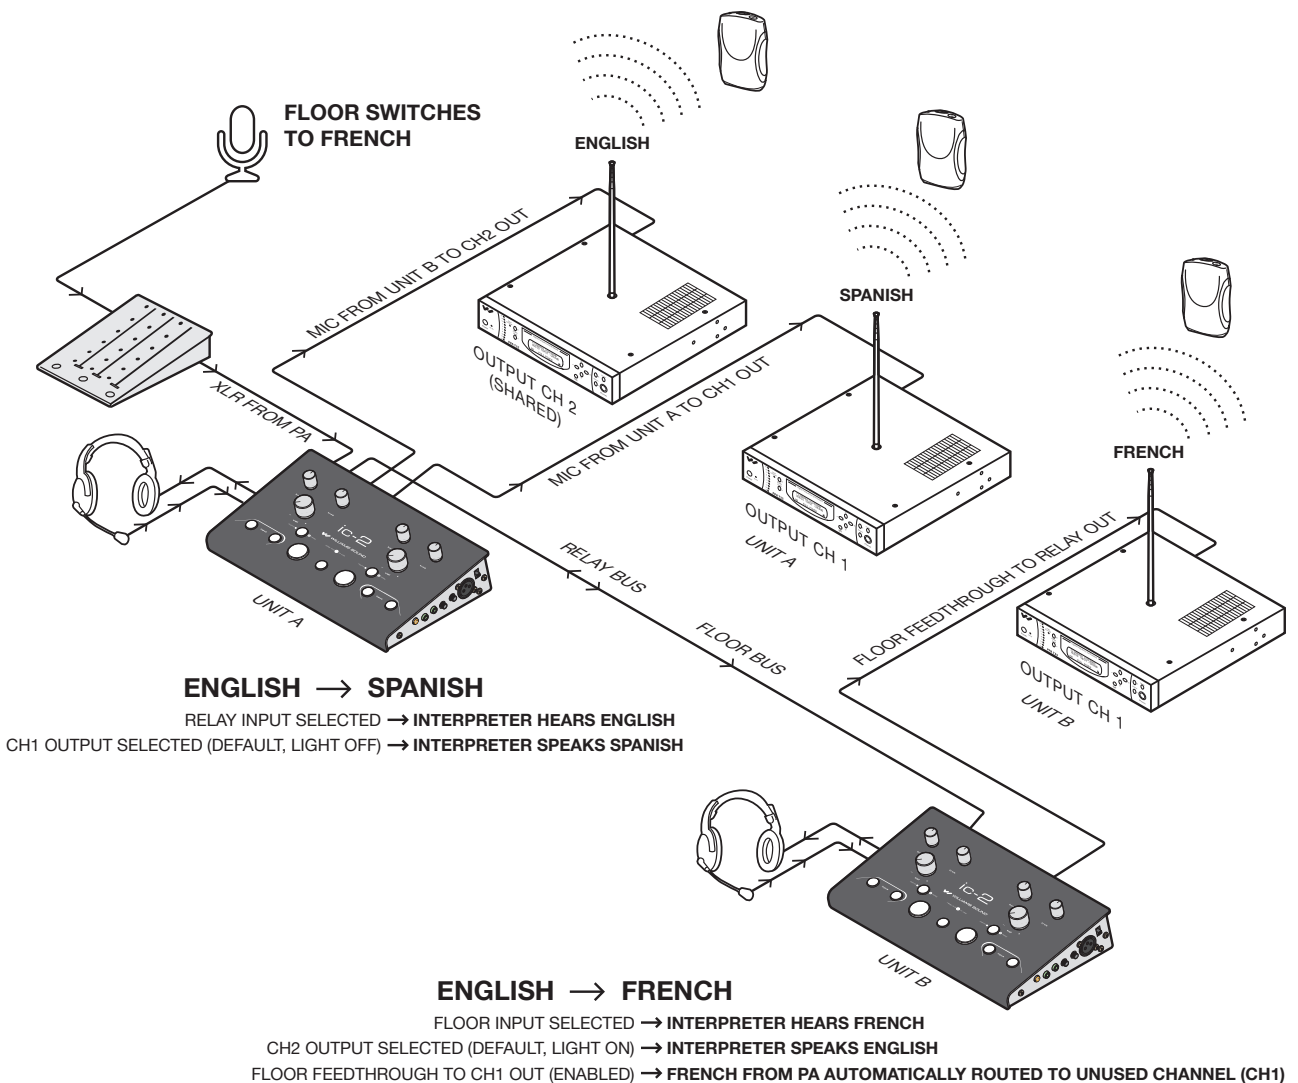 FLOOR SWITCHES
TO FRENCH
ENGLISH
MIC FROM UNIT B TO CH2 OUT
OUTPUT CH 2
(SHARED)
SPANISH
MIC FROM UNIT A TO CH1 OUT
OUTPUT CH 1
UNIT A
FRENCH
FLOOR FEEDTHROUGH TO RELAY OUT
OUTPUT CH 1
UNIT B
XLR FROM PA
RELAY BUS
FLOOR BUS
ic-2
WILLIAMS SOUND
UNIT A
ENGLISH → SPANISH
RELAY INPUT SELECTED → INTERPRETER HEARS ENGLISH
CH1 OUTPUT SELECTED (DEFAULT, LIGHT OFF) → INTERPRETER SPEAKS SPANISH
ic-2
WILLIAMS SOUND
UNIT B
ENGLISH → FRENCH
FLOOR INPUT SELECTED → INTERPRETER HEARS FRENCH
CH2 OUTPUT SELECTED (DEFAULT, LIGHT ON) → INTERPRETER SPEAKS ENGLISH
FLOOR FEEDTHROUGH TO CH1 OUT (ENABLED) → FRENCH FROM PA AUTOMATICALLY ROUTED TO UNUSED CHANNEL (CH1)